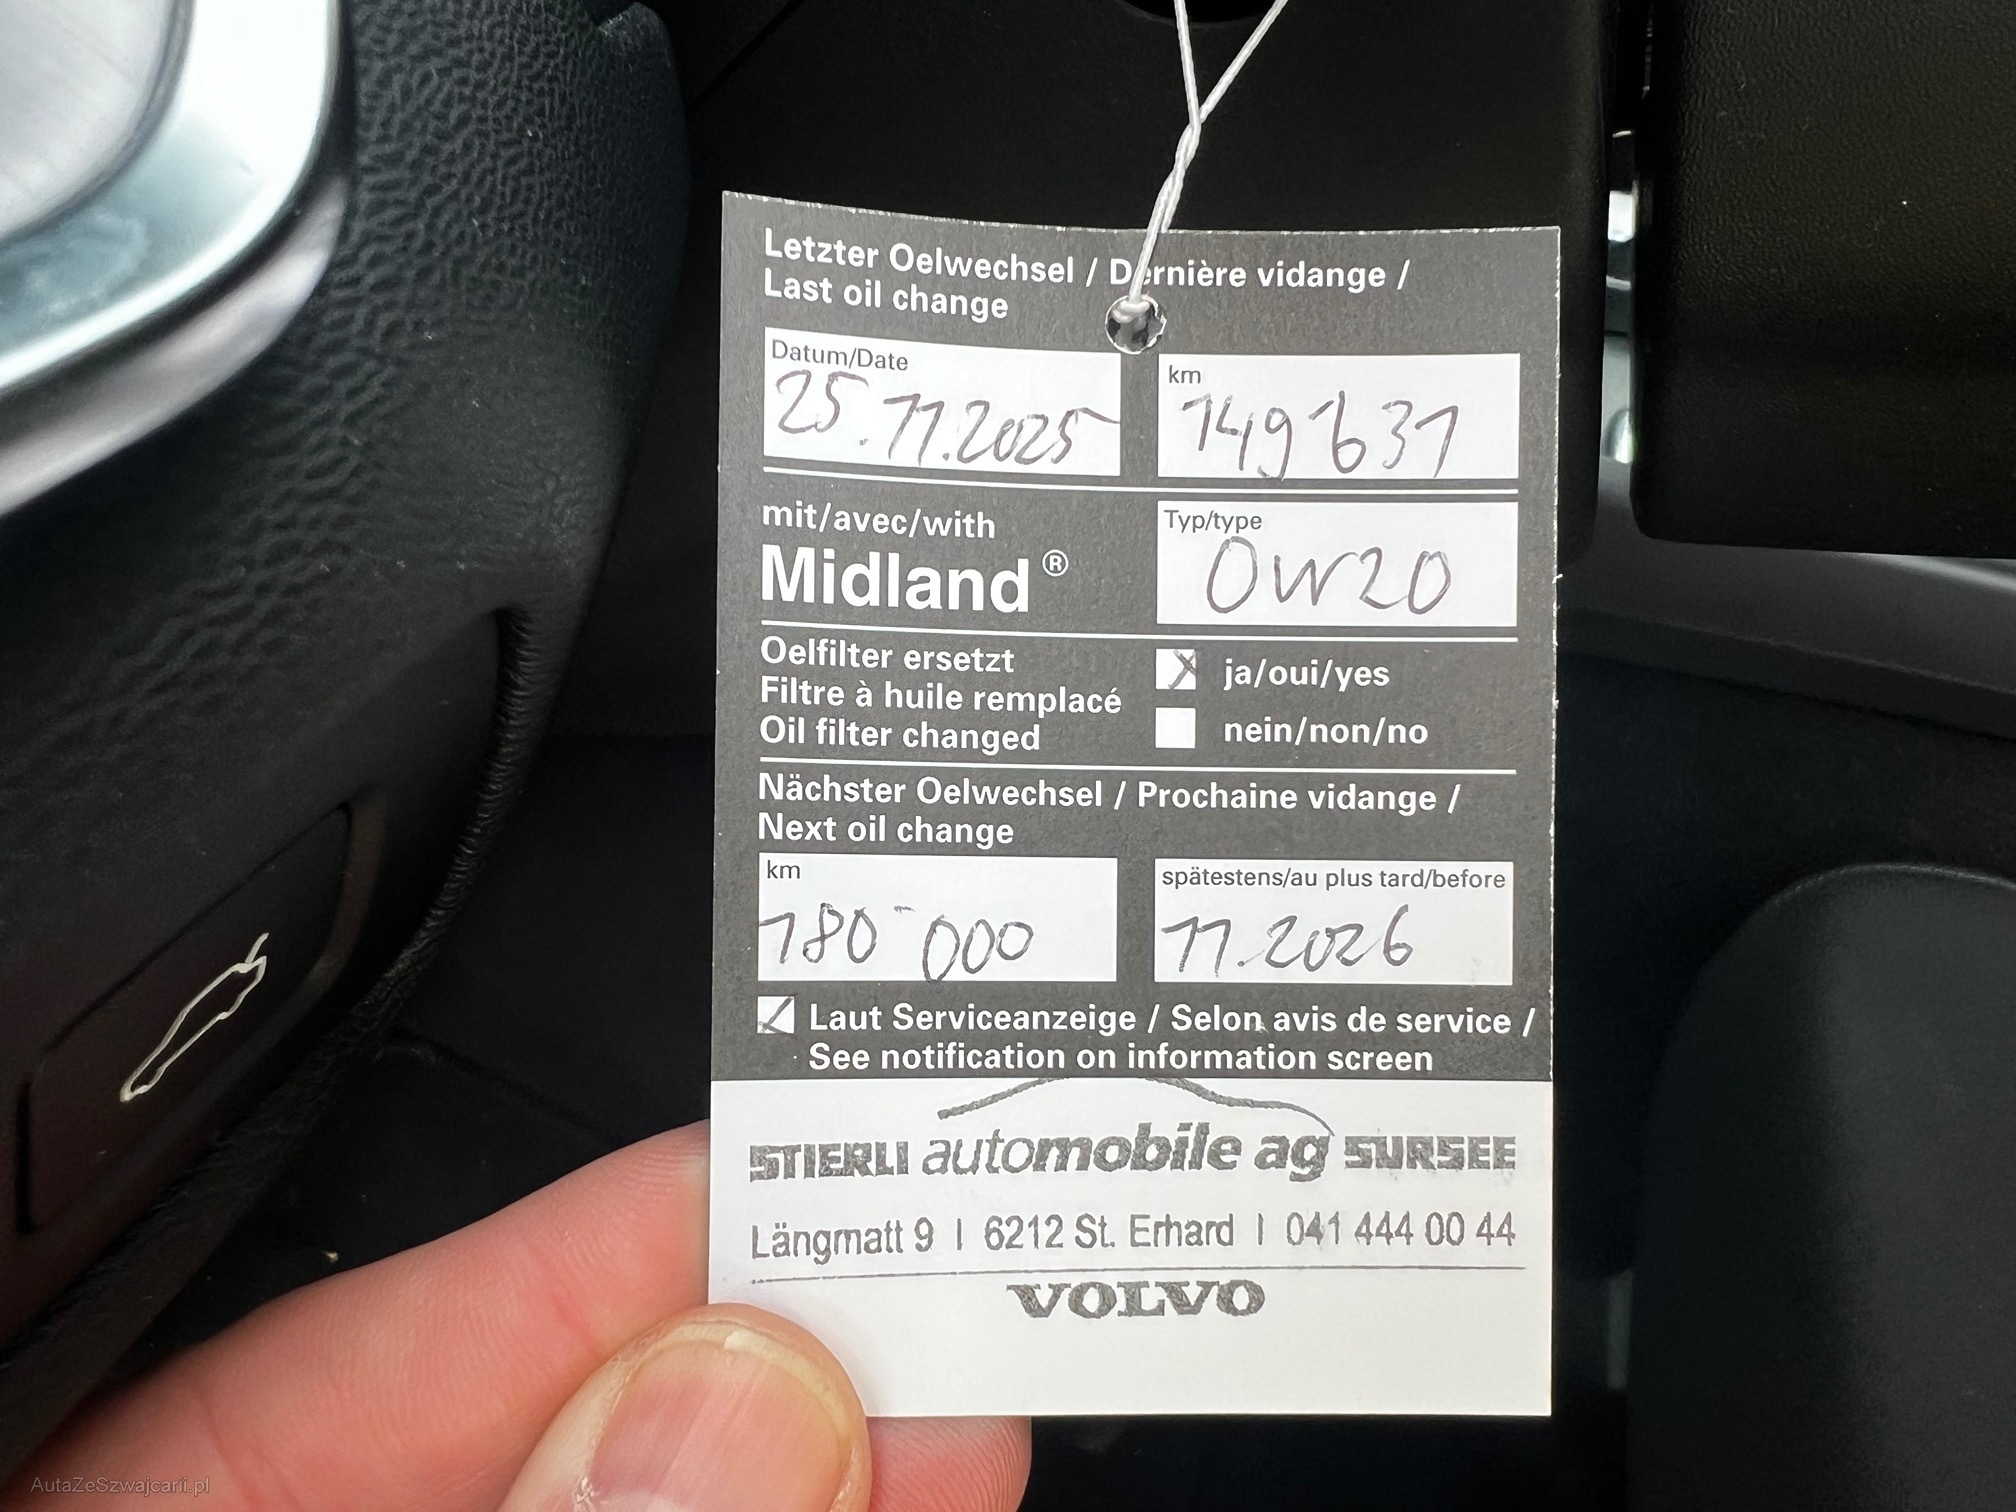 Letzter Oelwechsel / Dernière vidange /
Last oil change
Datum/Date
25.11.2025
km
149'631
mit/avec/with
Midland®
Typ/type
0W20
Oelfilter ersetzt
Filtre à huile remplacé
Oil filter changed
ja/oui/yes
nein/non/no
Nächster Oelwechsel / Prochaine vidange /
Next oil change
km
180'000
spätestens/au plus tard/before
11.2026
Laut Serviceanzeige / Selon avis de service /
See notification on information screen
STIERLI automobile ag SURSEE
Längmatt 9 | 6212 St. Erhard | 041 444 00 44
VOLVO
AutaZeSzwajcarii.pl